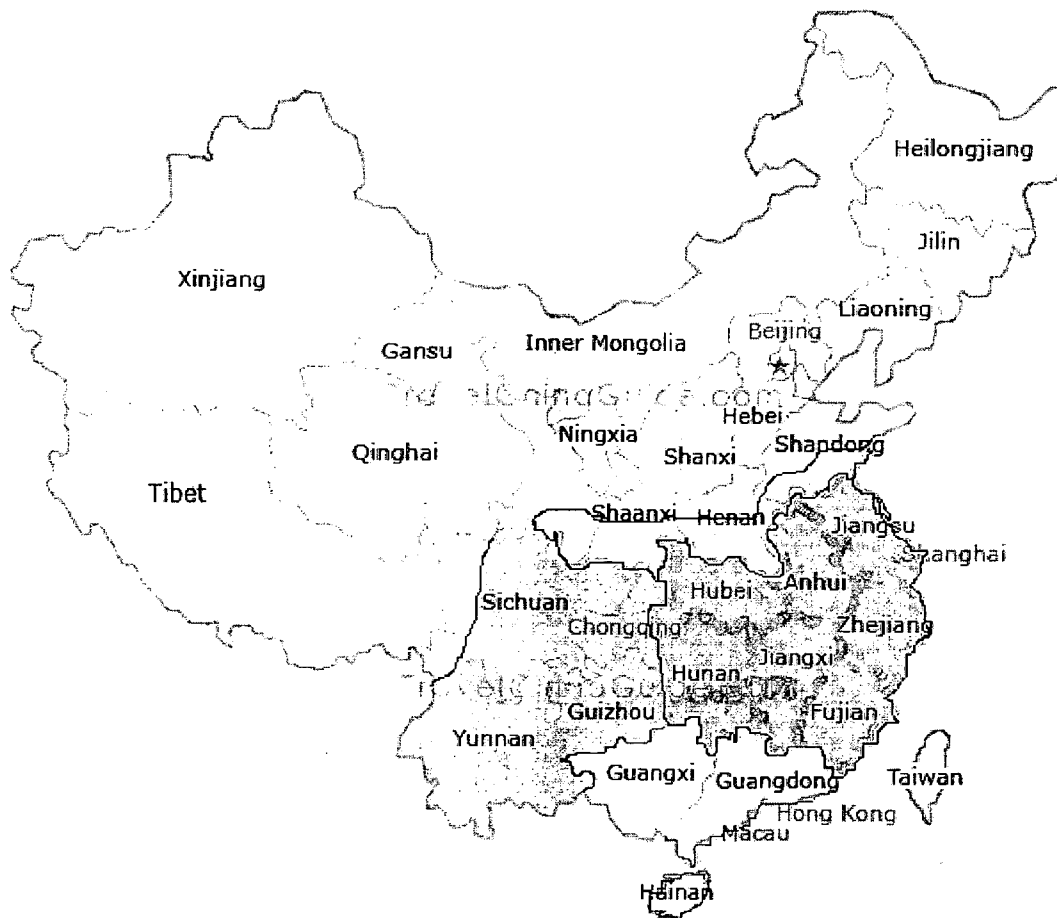 Heilongjiang
Jilin
Xinjiang
Liaoning
Beijing
Inner Mongolia
Gansu
Hebei
Ningxia
Shandong
Qinghai
Shanxi
Tibet
Shaanxi
Henan
Jiangsu
Shanghai
Anhui
Hubei
Sichuan
Chongqing
Zhejiang
Jiangxi
Hunan
Guizhou
Fujian
Yunnan
Guangxi
Guangdong
Taiwan
Hong Kong
Macau
Hainan